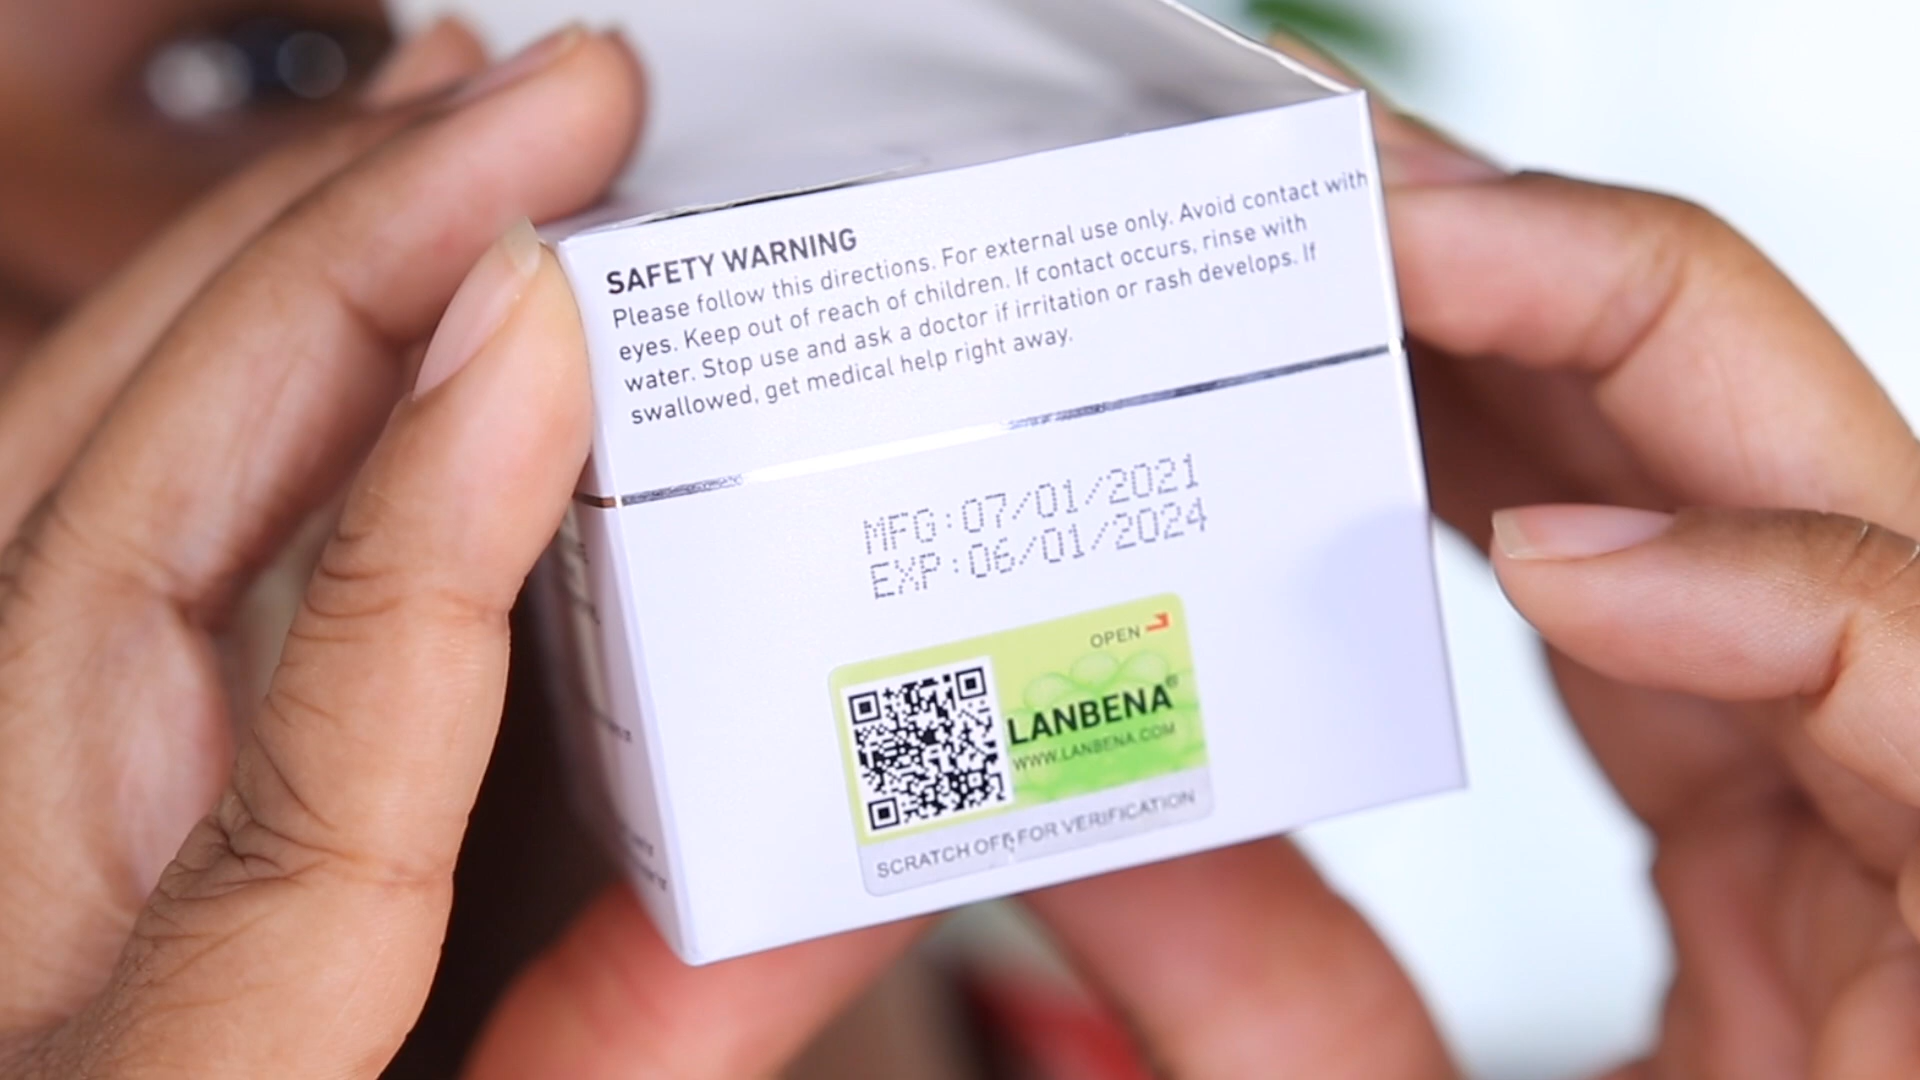 SAFETY WARNING
Please follow this directions. For external use only. Avoid contact with
eyes. Keep out of reach of children. If contact occurs, rinse with
water. Stop use and ask a doctor if irritation or rash develops. If
swallowed, get medical help right away.
MFG:07/01/2021
EXP:06/01/2024
OPEN
LANBENA®
WWW.LANBENA.COM
SCRATCH OFF FOR VERIFICATION